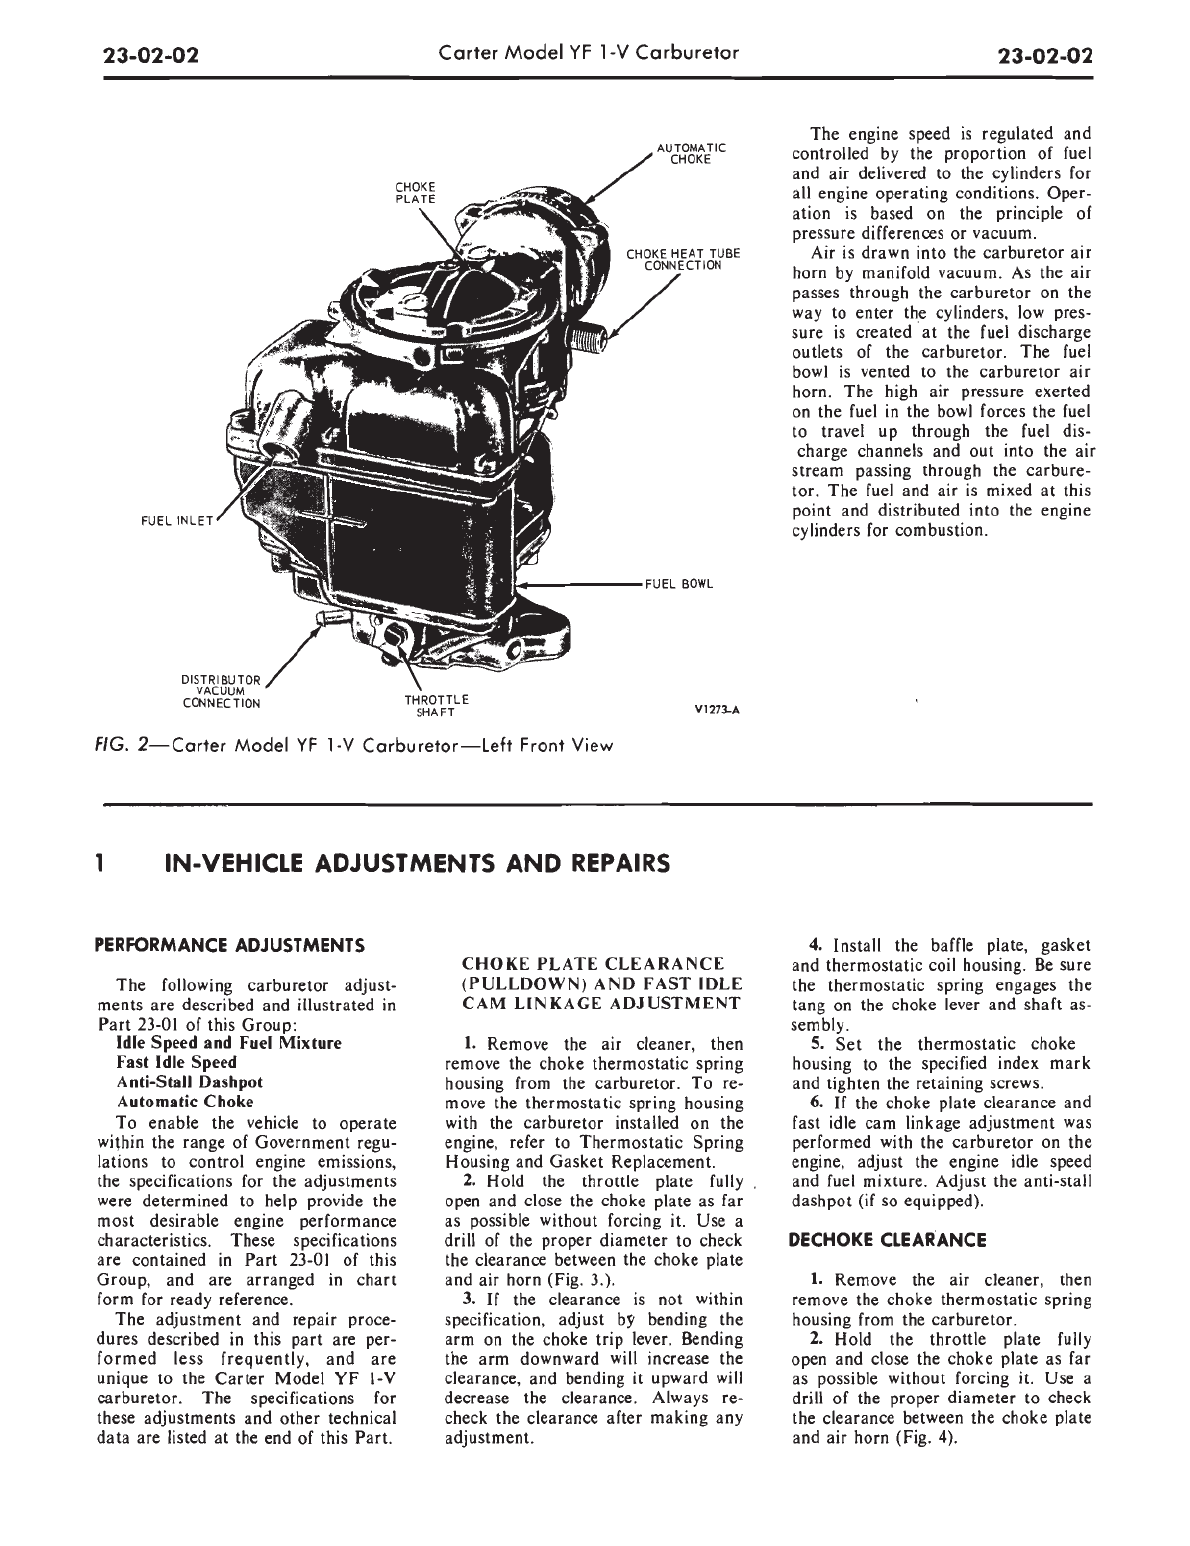 23-02-02
Carter Model YF 1-V Carburetor
23-02-02
AUTOMATIC
CHOKE
CHOKE
PLATE
CHOKE HEAT TUBE
CONNECTION
FUEL INLET
FUEL BOWL
DISTRIBUTOR
VACUUM
CONNECTION
THROTTLE
SHAFT
V1273-A
FIG. 2—Carter Model YF 1-V Carburetor—Left Front View
The engine speed is regulated and
controlled by the proportion of fuel
and air delivered to the cylinders for
all engine operating conditions. Oper-
ation is based on the principle of
pressure differences or vacuum.
Air is drawn into the carburetor air
horn by manifold vacuum. As the air
passes through the carburetor on the
way to enter the cylinders, low pres-
sure is created at the fuel discharge
outlets of the carburetor. The fuel
bowl is vented to the carburetor air
horn. The high air pressure exerted
on the fuel in the bowl forces the fuel
to travel up through the fuel dis-
charge channels and out into the air
stream passing through the carbure-
tor. The fuel and air is mixed at this
point and distributed into the engine
cylinders for combustion.
1 IN-VEHICLE ADJUSTMENTS AND REPAIRS
PERFORMANCE ADJUSTMENTS
The following carburetor adjust-
ments are described and illustrated in
Part 23-01 of this Group:
Idle Speed and Fuel Mixture
Fast Idle Speed
Anti-Stall Dashpot
Automatic Choke
To enable the vehicle to operate
within the range of Government regu-
lations to control engine emissions,
the specifications for the adjustments
were determined to help provide the
most desirable engine performance
characteristics. These specifications
are contained in Part 23-01 of this
Group, and are arranged in chart
form for ready reference.
The adjustment and repair proce-
dures described in this part are per-
formed less frequently, and are
unique to the Carter Model YF 1-V
carburetor. The specifications for
these adjustments and other technical
data are listed at the end of this Part.
CHOKE PLATE CLEARANCE
(PULLDOWN) AND FAST IDLE
CAM LINKAGE ADJUSTMENT
1. Remove the air cleaner, then
remove the choke thermostatic spring
housing from the carburetor. To re-
move the thermostatic spring housing
with the carburetor installed on the
engine, refer to Thermostatic Spring
Housing and Gasket Replacement.
2. Hold the throttle plate fully
open and close the choke plate as far
as possible without forcing it. Use a
drill of the proper diameter to check
the clearance between the choke plate
and air horn (Fig. 3.).
3. If the clearance is not within
specification, adjust by bending the
arm on the choke trip lever. Bending
the arm downward will increase the
clearance, and bending it upward will
decrease the clearance. Always re-
check the clearance after making any
adjustment.
4. Install the baffle plate, gasket
and thermostatic coil housing. Be sure
the thermostatic spring engages the
tang on the choke lever and shaft as-
sembly.
5. Set the thermostatic choke
housing to the specified index mark
and tighten the retaining screws.
6. If the choke plate clearance and
fast idle cam linkage adjustment was
performed with the carburetor on the
engine, adjust the engine idle speed
and fuel mixture. Adjust the anti-stall
dashpot (if so equipped).
DECHOKE CLEARANCE
1. Remove the air cleaner, then
remove the choke thermostatic spring
housing from the carburetor.
2. Hold the throttle plate fully
open and close the choke plate as far
as possible without forcing it. Use a
drill of the proper diameter to check
the clearance between the choke plate
and air horn (Fig. 4).